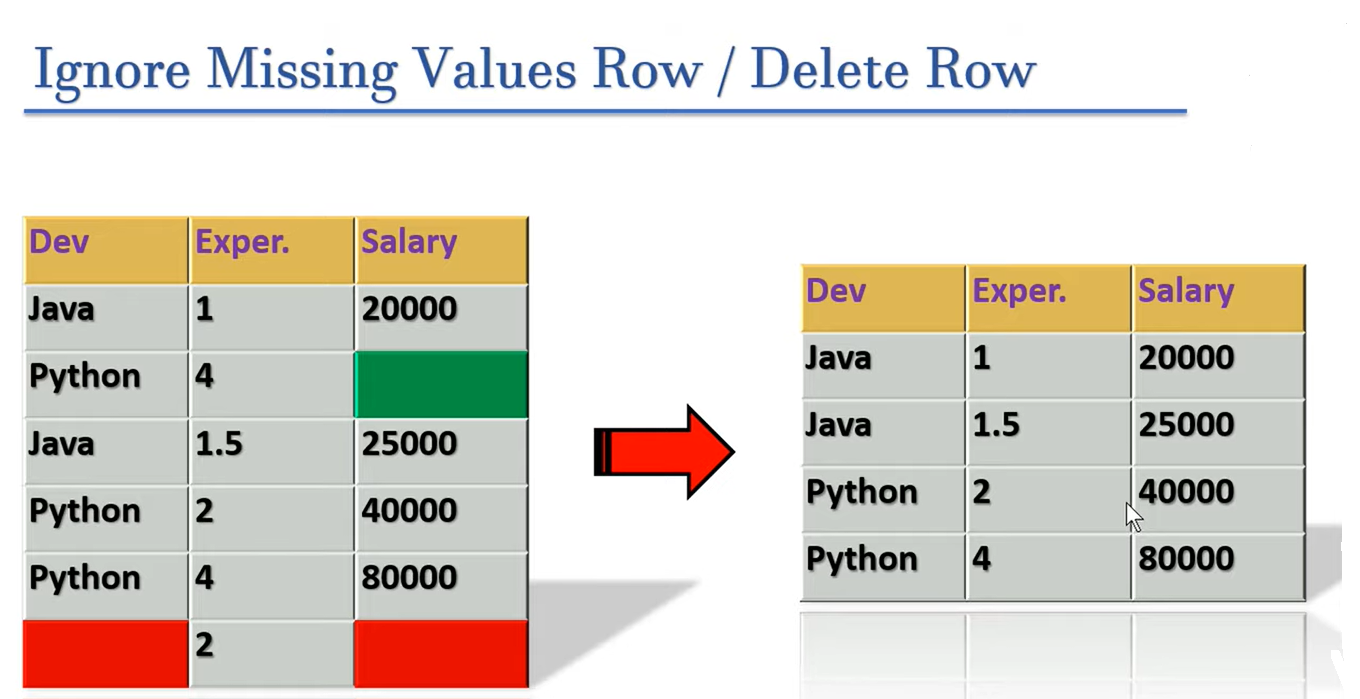 Ignore Missing Values Row / Delete Row
Dev Exper. Salary
Java 1 20000
Python 4
Java 1.5 25000
Python 2 40000
Python 4 80000
2
Dev Exper. Salary
Java 1 20000
Java 1.5 25000
Python 2 40000
Python 4 80000